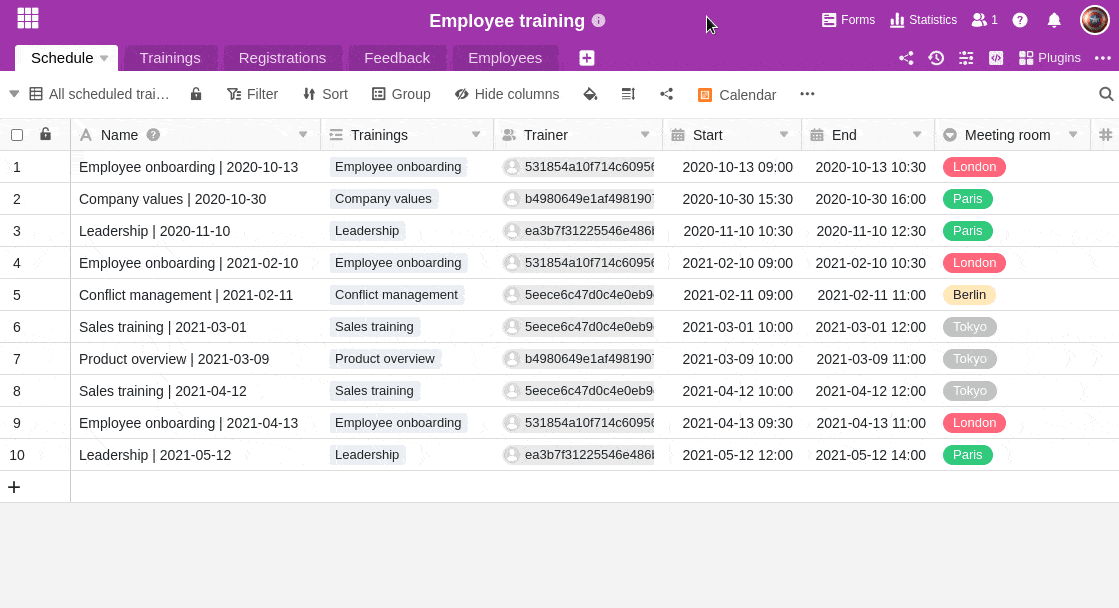 Employee training
Forms Statistics 1
Schedule Trainings Registrations Feedback Employees
Plugins
All scheduled trai… Filter Sort Group Hide columns Calendar
Name Trainings Trainer Start End Meeting room
1 Employee onboarding | 2020-10-13 Employee onboarding 531854a10f714c60956 2020-10-13 09:00 2020-10-13 10:30 London
2 Company values | 2020-10-30 Company values b4980649e1af4981907 2020-10-30 15:30 2020-10-30 16:00 Paris
3 Leadership | 2020-11-10 Leadership ea3b7f31225546e486b 2020-11-10 10:30 2020-11-10 12:30 Paris
4 Employee onboarding | 2021-02-10 Employee onboarding 531854a10f714c60956 2021-02-10 09:00 2021-02-10 10:30 London
5 Conflict management | 2021-02-11 Conflict management 5eece6c47d0c4e0eb9 2021-02-11 09:00 2021-02-11 11:00 Berlin
6 Sales training | 2021-03-01 Sales training 5eece6c47d0c4e0eb9 2021-03-01 10:00 2021-03-01 12:00 Tokyo
7 Product overview | 2021-03-09 Product overview b4980649e1af4981907 2021-03-09 10:00 2021-03-09 11:00 Tokyo
8 Sales training | 2021-04-12 Sales training 5eece6c47d0c4e0eb9 2021-04-12 10:00 2021-04-12 12:00 Tokyo
9 Employee onboarding | 2021-04-13 Employee onboarding 531854a10f714c60956 2021-04-13 09:30 2021-04-13 11:00 London
10 Leadership | 2021-05-12 Leadership ea3b7f31225546e486b 2021-05-12 12:00 2021-05-12 14:00 Paris